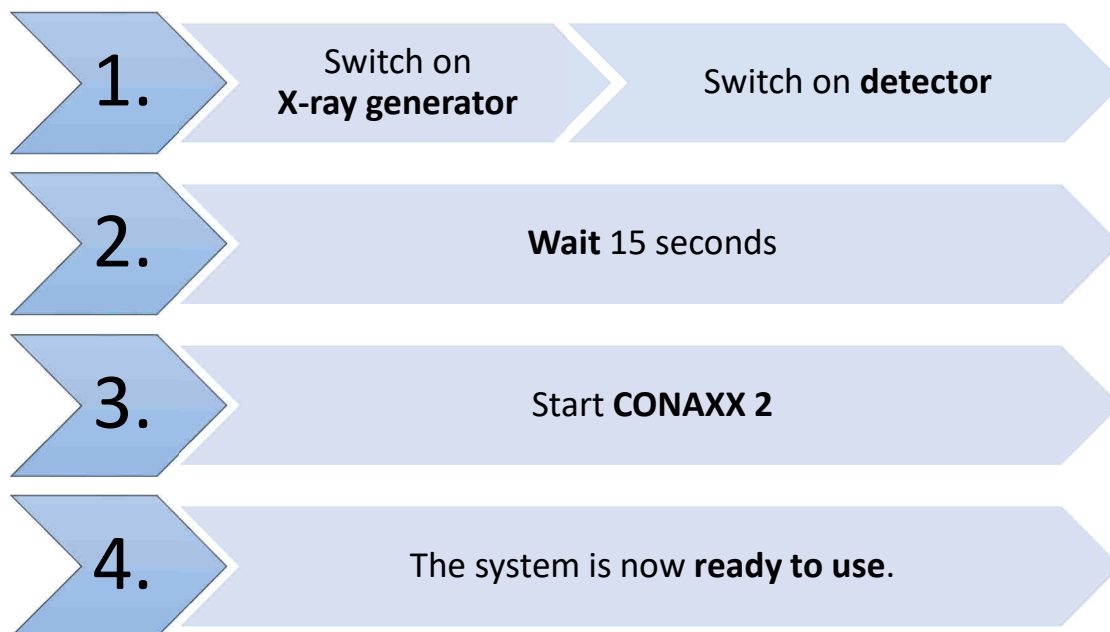 1.
Switch on
X-ray generator
Switch on detector
2.
Wait 15 seconds
3.
Start CONAXX 2
4.
The system is now ready to use.